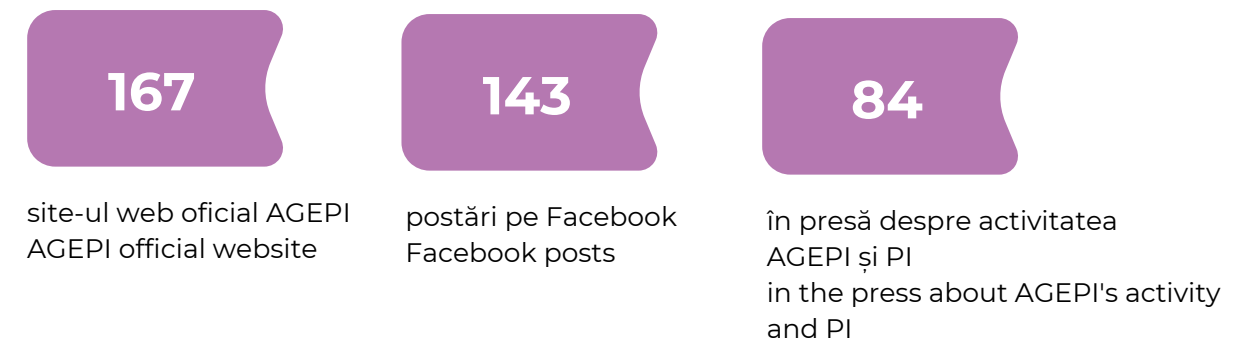 167
site-ul web oficial AGEPI
AGEPI official website
143
postări pe Facebook
Facebook posts
84
în presă despre activitatea
AGEPI și PI
in the press about AGEPI's activity
and PI